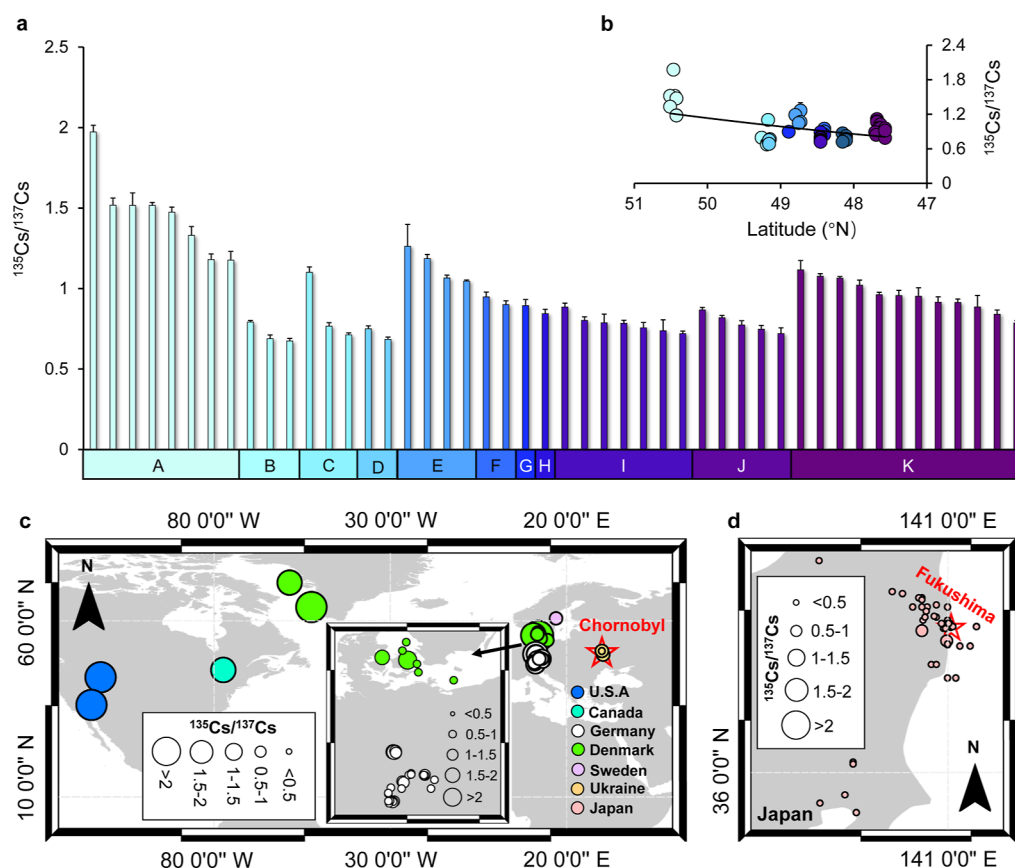 a
2.5
2
1.5
1
0.5
0
¹³⁵Cs/¹³⁷Cs
A B C D E F G H I J K
b
2.4
1.8
1.2
0.6
0
¹³⁵Cs/¹³⁷Cs
51 50 49 48 47
Latitude (°N)
c
80 0'0" W 30 0'0" W 20 0'0" E
60 0'0" N
10 0'0" N
N
Chornobyl
¹³⁵Cs/¹³⁷Cs
>2
1.5-2
1-1.5
0.5-1
<0.5
<0.5
0.5-1
1-1.5
1.5-2
>2
U.S.A
Canada
Germany
Denmark
Sweden
Ukraine
Japan
80 0'0" W 30 0'0" W 20 0'0" E
d
141 0'0" E
Fukushima
¹³⁵Cs/¹³⁷Cs
<0.5
0.5-1
1-1.5
1.5-2
>2
N
36 0'0" N
Japan
141 0'0" E